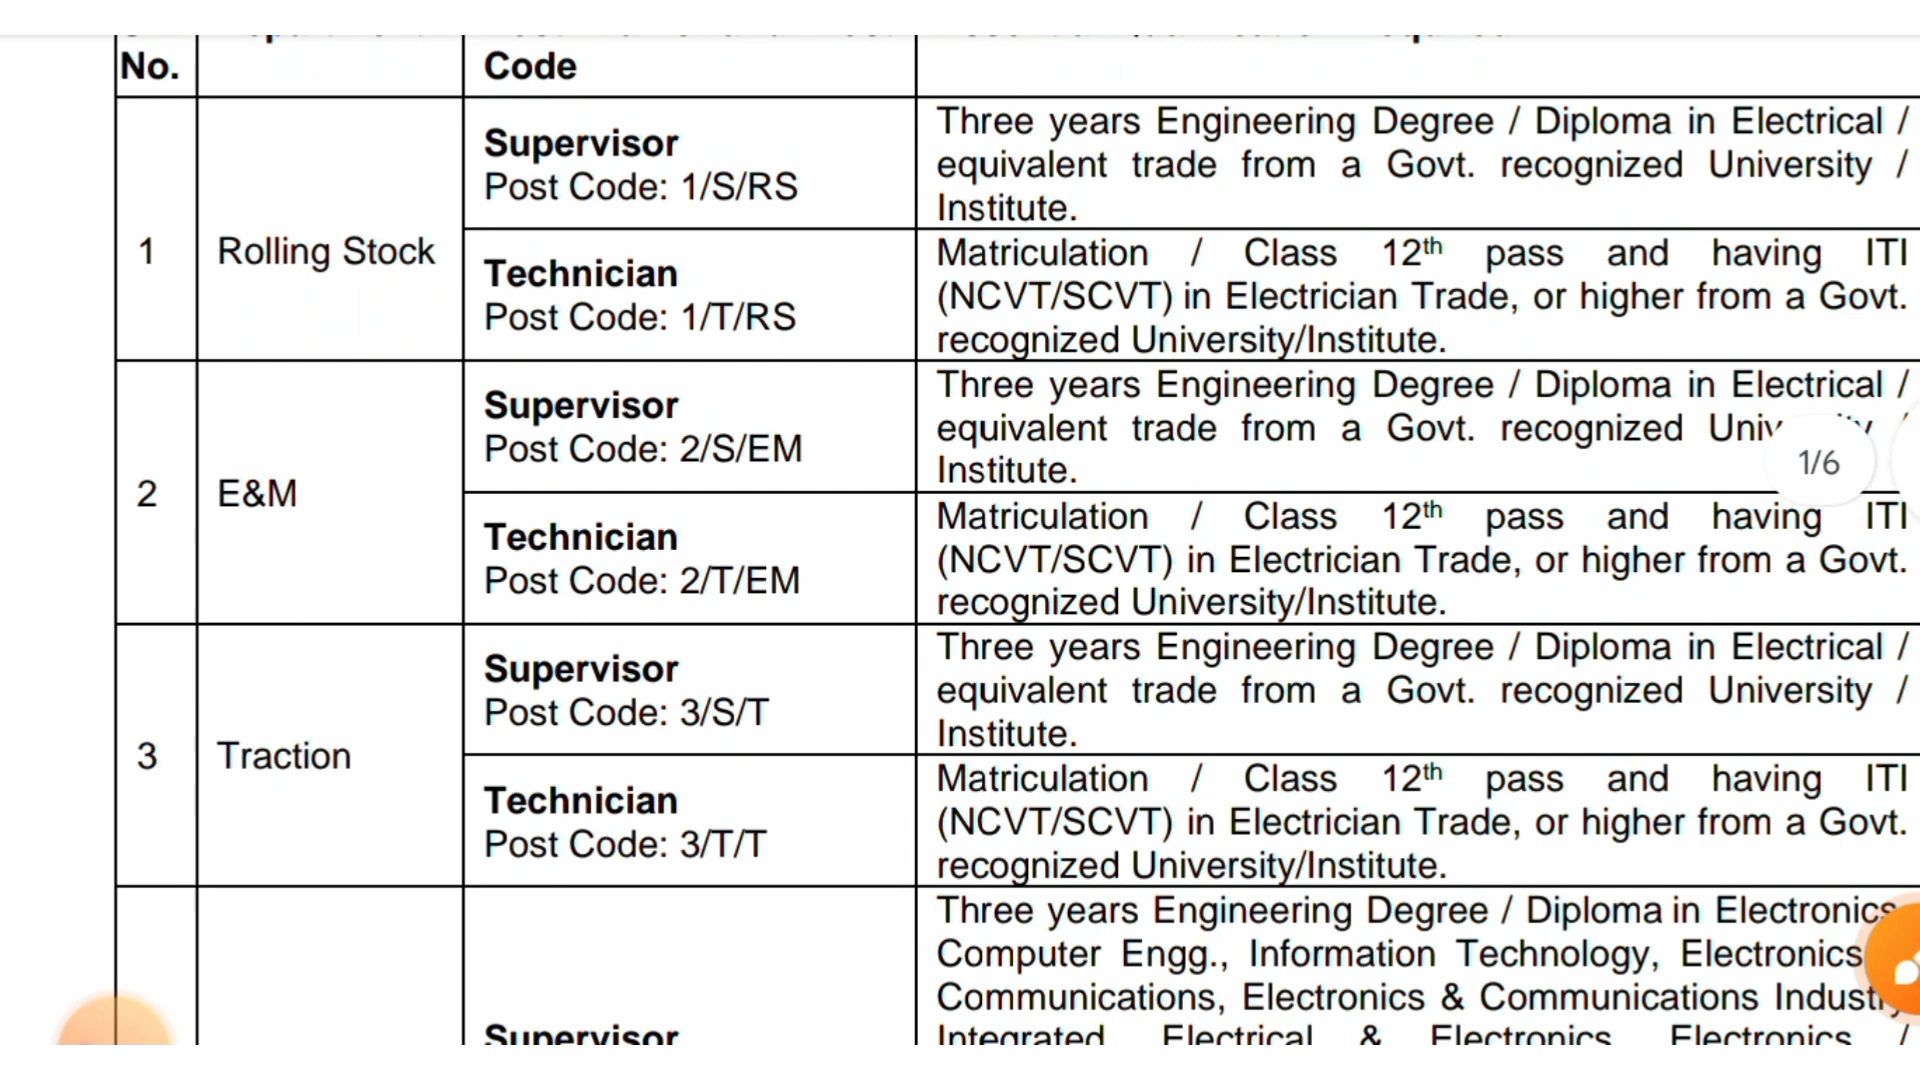 No.
Code
1
Rolling Stock
Supervisor
Post Code: 1/S/RS
Three years Engineering Degree / Diploma in Electrical /
equivalent trade from a Govt. recognized University /
Institute.
Technician
Post Code: 1/T/RS
Matriculation / Class 12th pass and having ITI
(NCVT/SCVT) in Electrician Trade, or higher from a Govt.
recognized University/Institute.
2
E&M
Supervisor
Post Code: 2/S/EM
Three years Engineering Degree / Diploma in Electrical /
equivalent trade from a Govt. recognized
Institute.
1/6
Technician
Post Code: 2/T/EM
Matriculation / Class 12th pass and having ITI
(NCVT/SCVT) in Electrician Trade, or higher from a Govt.
recognized University/Institute.
3
Traction
Supervisor
Post Code: 3/S/T
Three years Engineering Degree / Diploma in Electrical /
equivalent trade from a Govt. recognized University /
Institute.
Technician
Post Code: 3/T/T
Matriculation / Class 12th pass and having ITI
(NCVT/SCVT) in Electrician Trade, or higher from a Govt.
recognized University/Institute.
Supervisor
Three years Engineering Degree / Diploma in Electronics
Computer Engg., Information Technology, Electronics
Communications, Electronics & Communications
Integrated, Electrical & Electronics, Electronics /